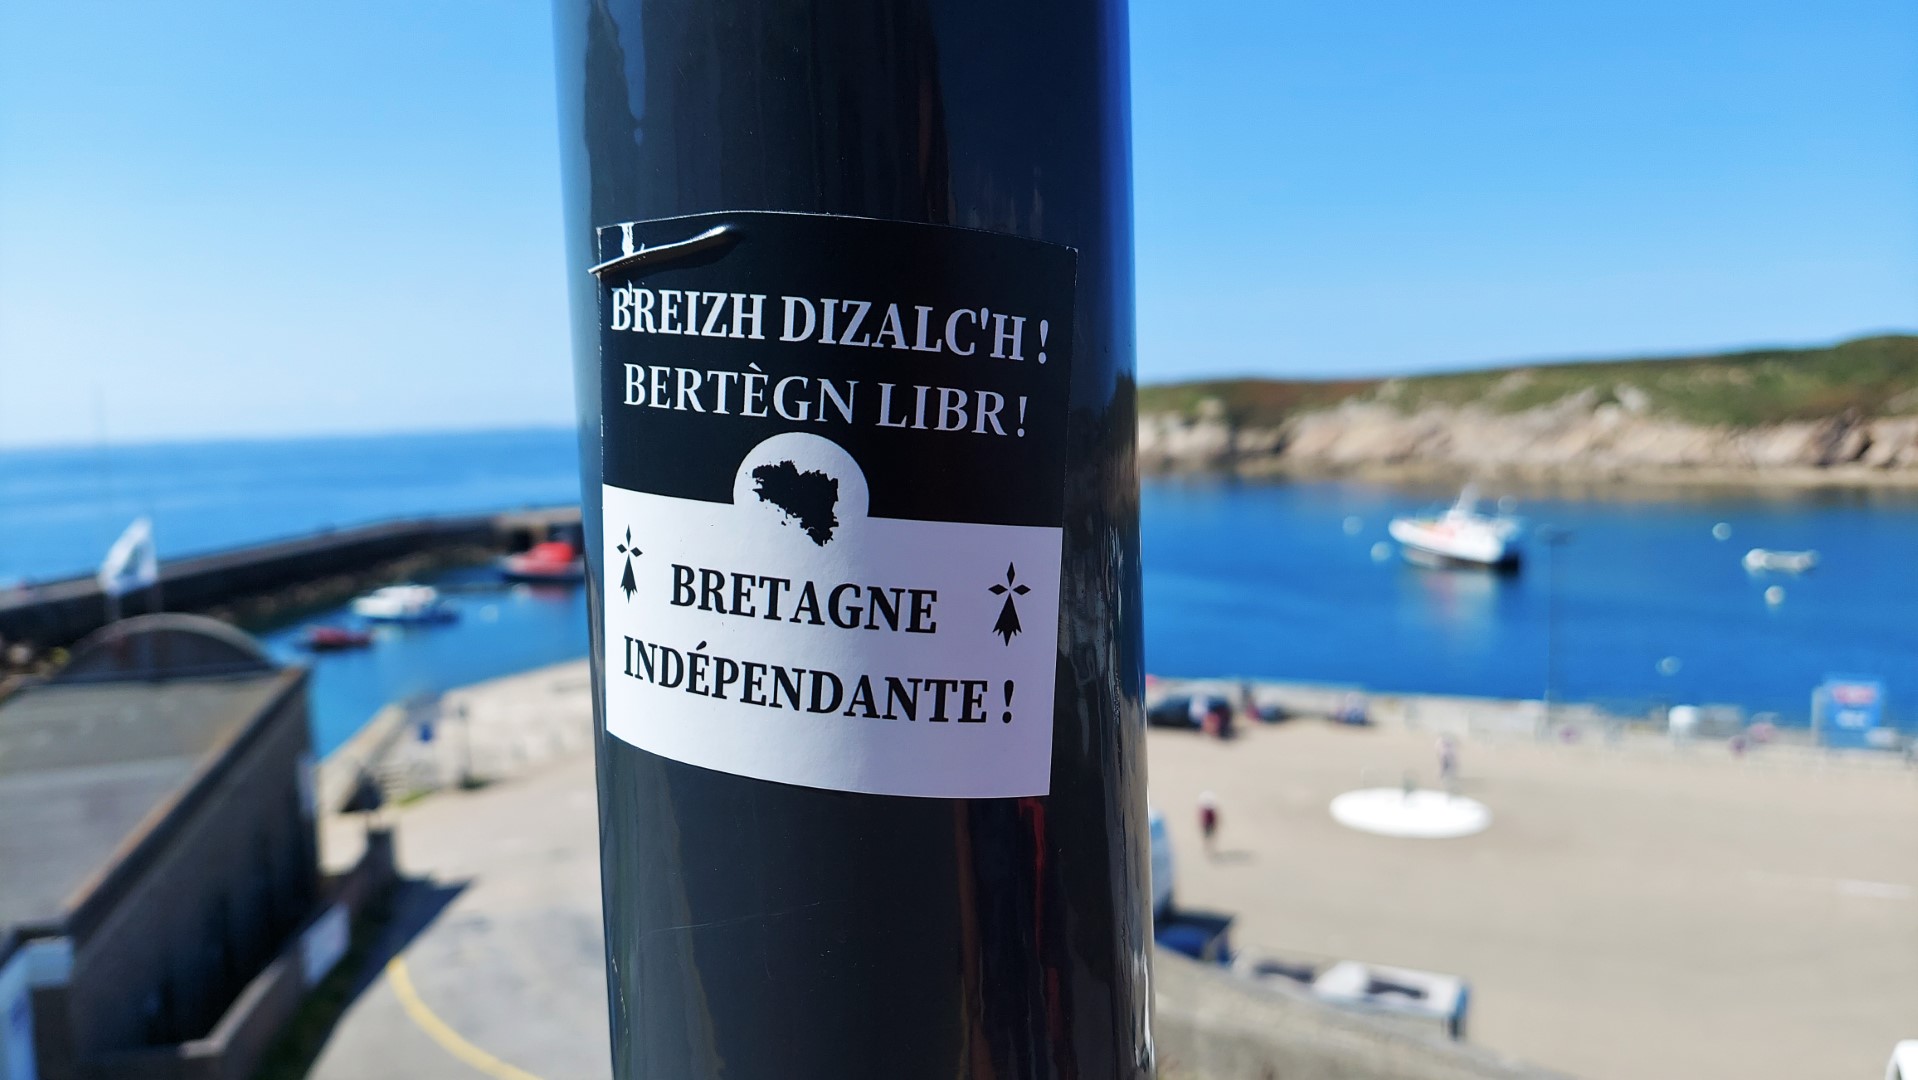 BREIZH DIZALC'H !
BERTÈGN LIBR !
BRETAGNE
INDÉPENDANTE !